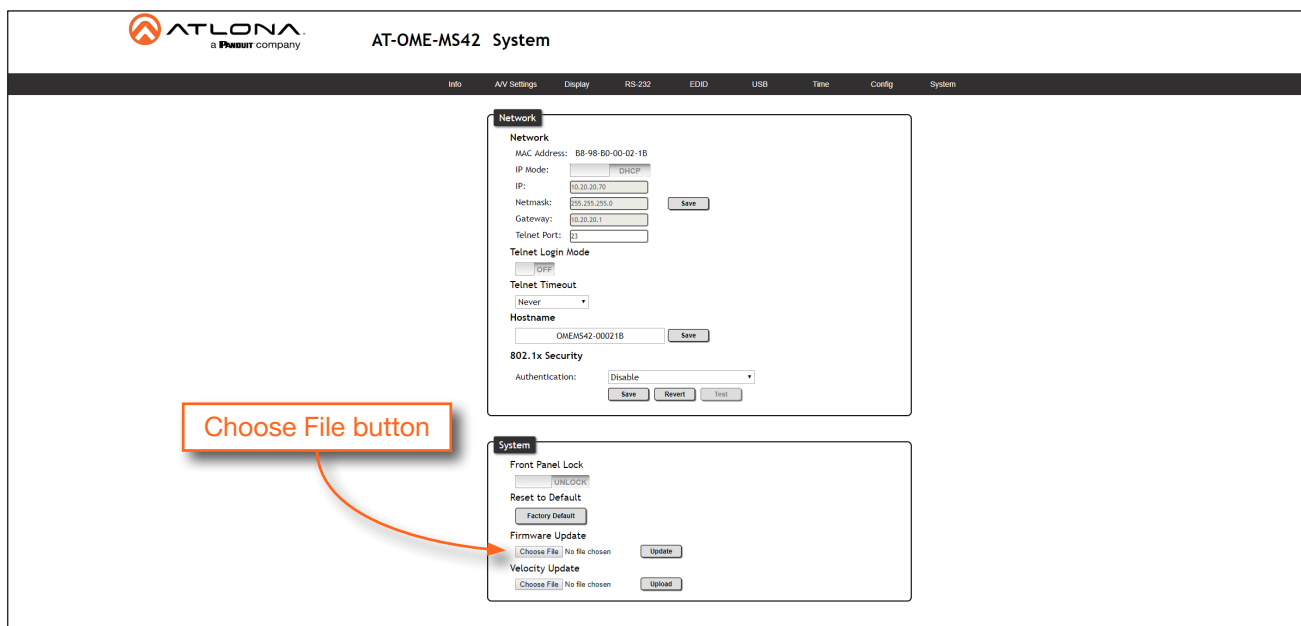 ATLONA.
a PANDUIT company
AT-OME-MS42 System
Info A/V Settings Display RS-232 EDID USB Time Config System
Network
Network
MAC Address: B8-98-B0-00-02-1B
IP Mode: DHCP
IP: 10.20.20.70
Netmask: 255.255.255.0 Save
Gateway: 10.20.20.1
Telnet Port: 23
Telnet Login Mode
OFF
Telnet Timeout
Never
Hostname
OMEMS42-00021B Save
802.1x Security
Authentication: Disable
Save Revert Test
Choose File button
System
Front Panel Lock
UNLOCK
Reset to Default
Factory Default
Firmware Update
Choose File No file chosen Update
Velocity Update
Choose File No file chosen Upload